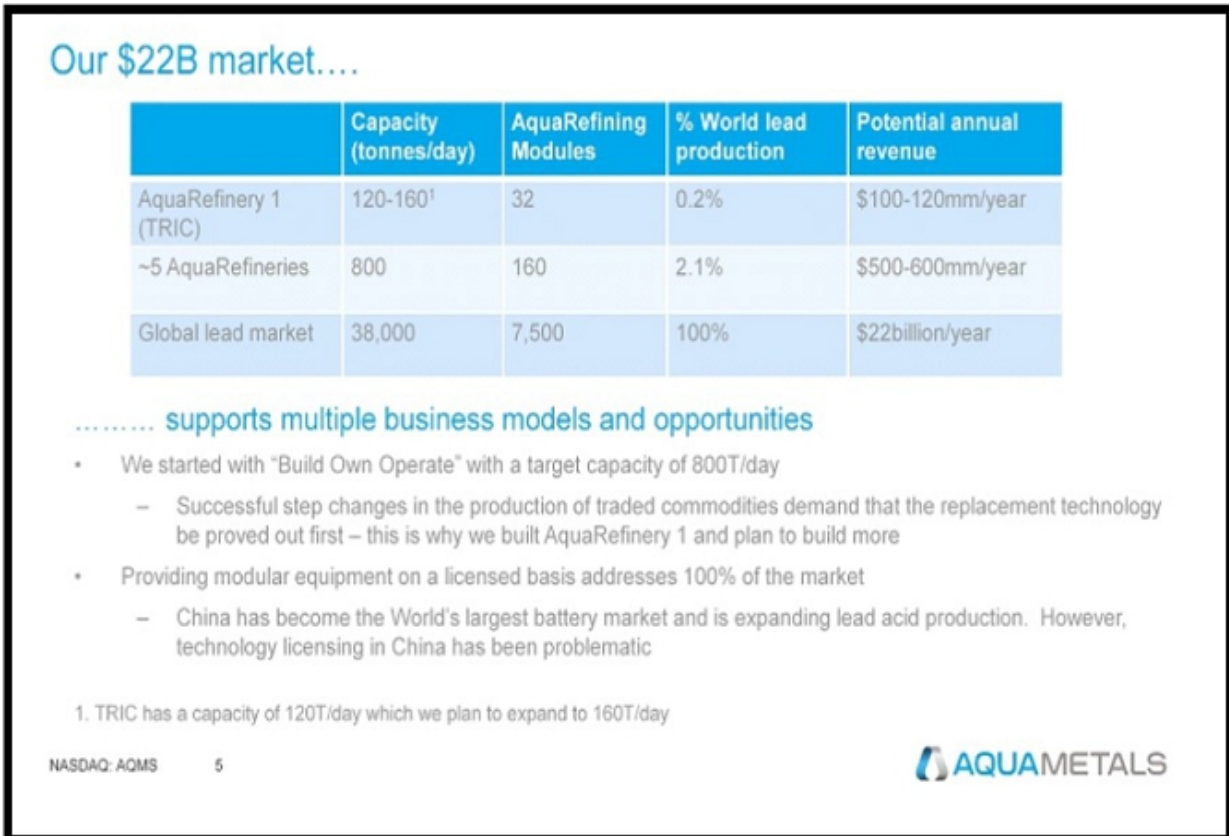 Our $22B market….
Capacity (tonnes/day) AquaRefining Modules % World lead production Potential annual revenue
AquaRefinery 1 (TRIC) 120-160¹ 32 0.2% $100-120mm/year
~5 AquaRefineries 800 160 2.1% $500-600mm/year
Global lead market 38,000 7,500 100% $22billion/year
……… supports multiple business models and opportunities
• We started with “Build Own Operate” with a target capacity of 800T/day
– Successful step changes in the production of traded commodities demand that the replacement technology
be proved out first – this is why we built AquaRefinery 1 and plan to build more
• Providing modular equipment on a licensed basis addresses 100% of the market
– China has become the World's largest battery market and is expanding lead acid production. However,
technology licensing in China has been problematic
1. TRIC has a capacity of 120T/day which we plan to expand to 160T/day
NASDAQ: AQMS 5
AQUAMETALS